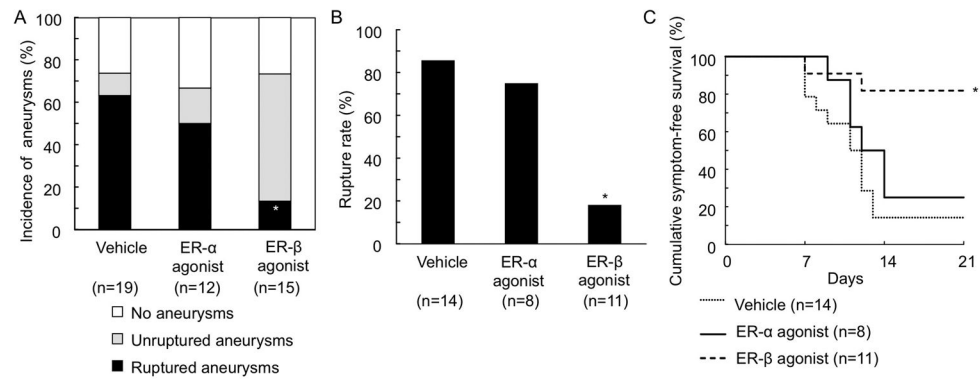 A
Incidence of aneurysms (%)
100
80
60
40
20
0
*
Vehicle
ER-α
agonist
ER-β
agonist
(n=19)
(n=12)
(n=15)
No aneurysms
Unruptured aneurysms
Ruptured aneurysms
B
Rupture rate (%)
100
80
60
40
20
0
*
Vehicle
ER-α
agonist
ER-β
agonist
(n=14)
(n=8)
(n=11)
C
Cumulative symptom-free survival (%)
100
80
60
40
20
0
*
0
7
14
21
Days
Vehicle (n=14)
ER-α agonist (n=8)
ER-β agonist (n=11)